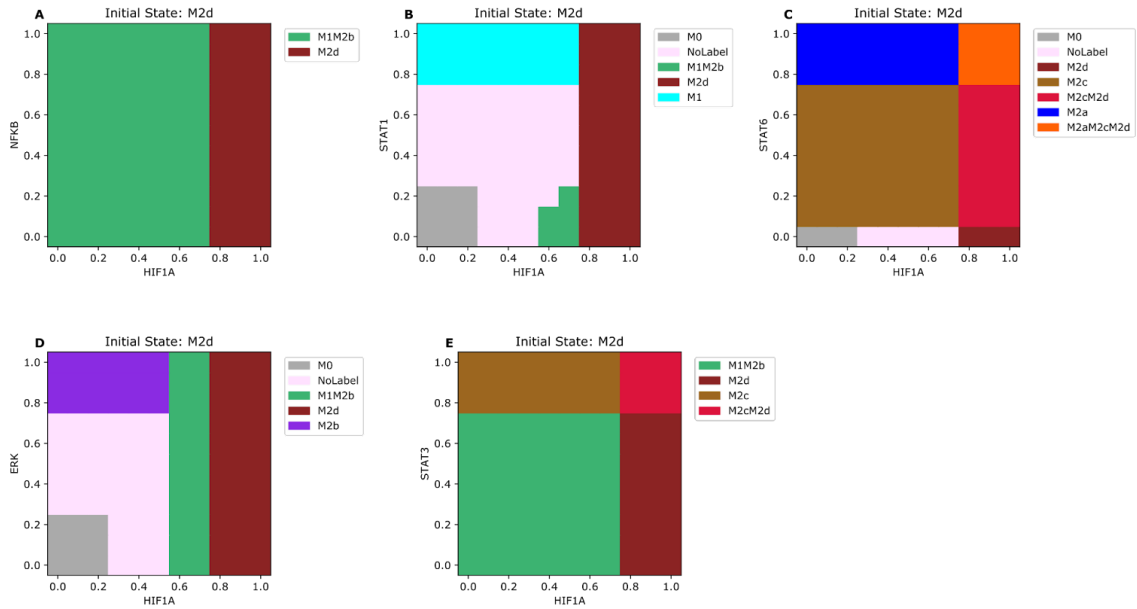 A
Initial State: M2d
1.0
0.8
0.6
0.4
0.2
0.0
NFKB
0.0 0.2 0.4 0.6 0.8 1.0
HIF1A
M1M2b
M2d
B
Initial State: M2d
1.0
0.8
0.6
0.4
0.2
0.0
STAT1
0.0 0.2 0.4 0.6 0.8 1.0
HIF1A
M0
NoLabel
M1M2b
M2d
M1
C
Initial State: M2d
1.0
0.8
0.6
0.4
0.2
0.0
STAT6
0.0 0.2 0.4 0.6 0.8 1.0
HIF1A
M0
NoLabel
M2d
M2c
M2cM2d
M2a
M2aM2cM2d
D
Initial State: M2d
1.0
0.8
0.6
0.4
0.2
0.0
ERK
0.0 0.2 0.4 0.6 0.8 1.0
HIF1A
M0
NoLabel
M1M2b
M2d
M2b
E
Initial State: M2d
1.0
0.8
0.6
0.4
0.2
0.0
STAT3
0.0 0.2 0.4 0.6 0.8 1.0
HIF1A
M1M2b
M2d
M2c
M2cM2d